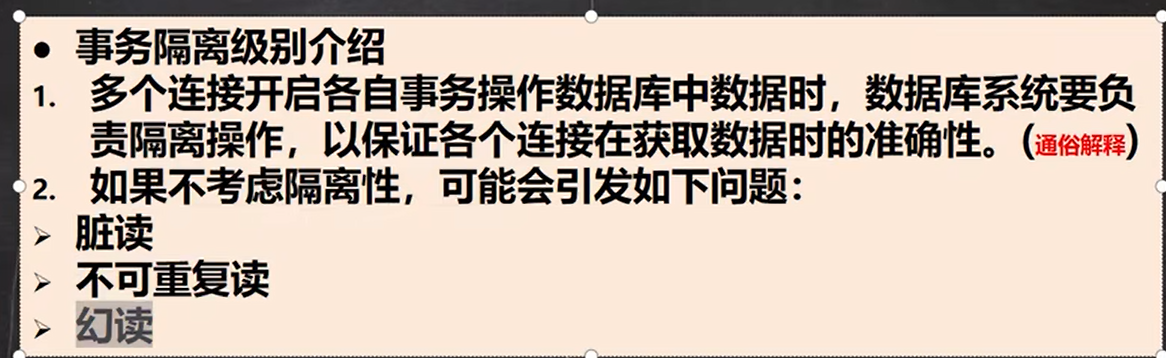 ● 事务隔离级别介绍
1. 多个连接开启各自事务操作数据库中数据时，数据库系统要负
责隔离操作，以保证各个连接在获取数据时的准确性。(通俗解释)
2. 如果不考虑隔离性，可能会引发如下问题：
➢ 脏读
➢ 不可重复读
➢ 幻读